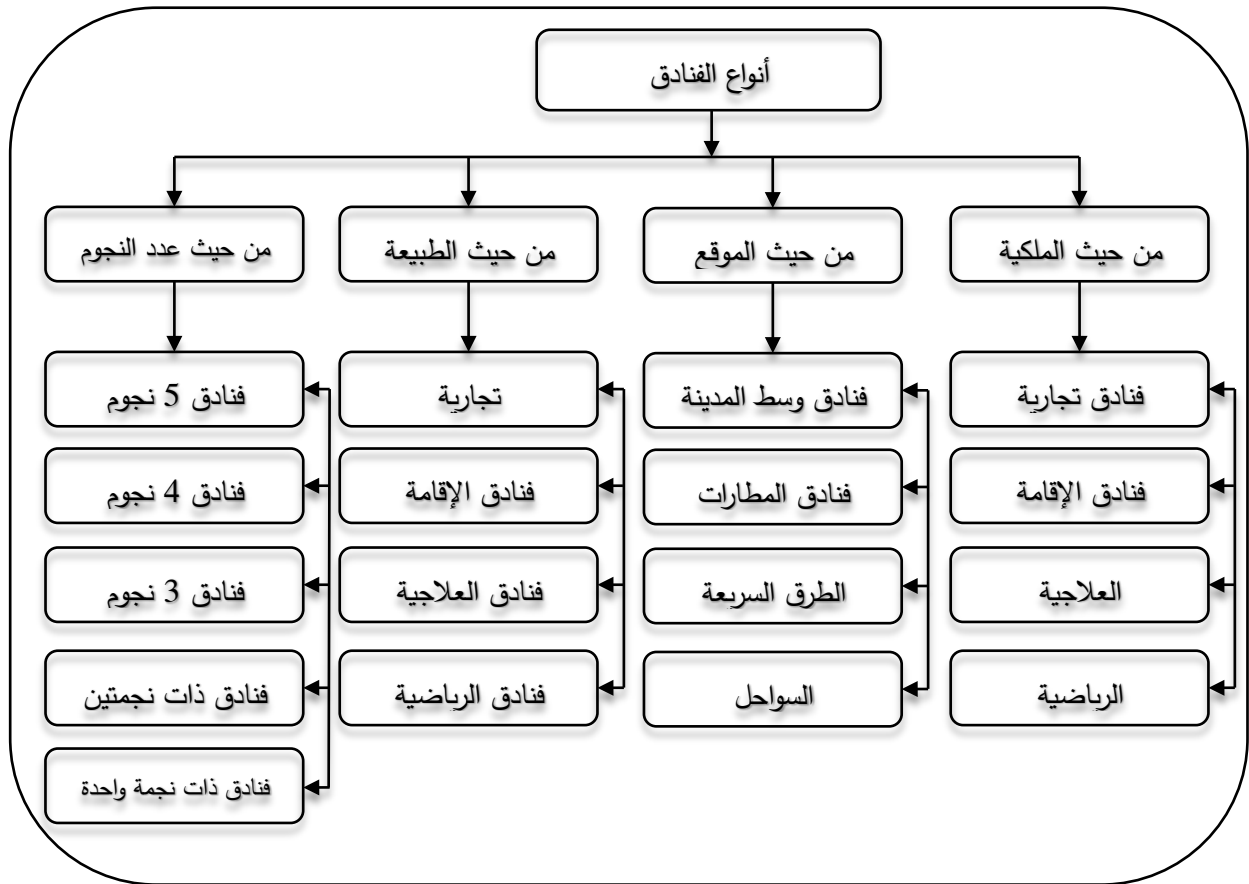 أنواع الفنادق
من حيث الملكية
من حيث الموقع
من حيث الطبيعة
من حيث عدد النجوم
فنادق تجارية
فنادق وسط المدينة
تجارية
فنادق 5 نجوم
فنادق الإقامة
فنادق المطارات
فنادق الإقامة
فنادق 4 نجوم
العلاجية
الطرق السريعة
فنادق العلاجية
فنادق 3 نجوم
الرياضية
السواحل
فنادق الرياضية
فنادق ذات نجمتين
فنادق ذات نجمة واحدة